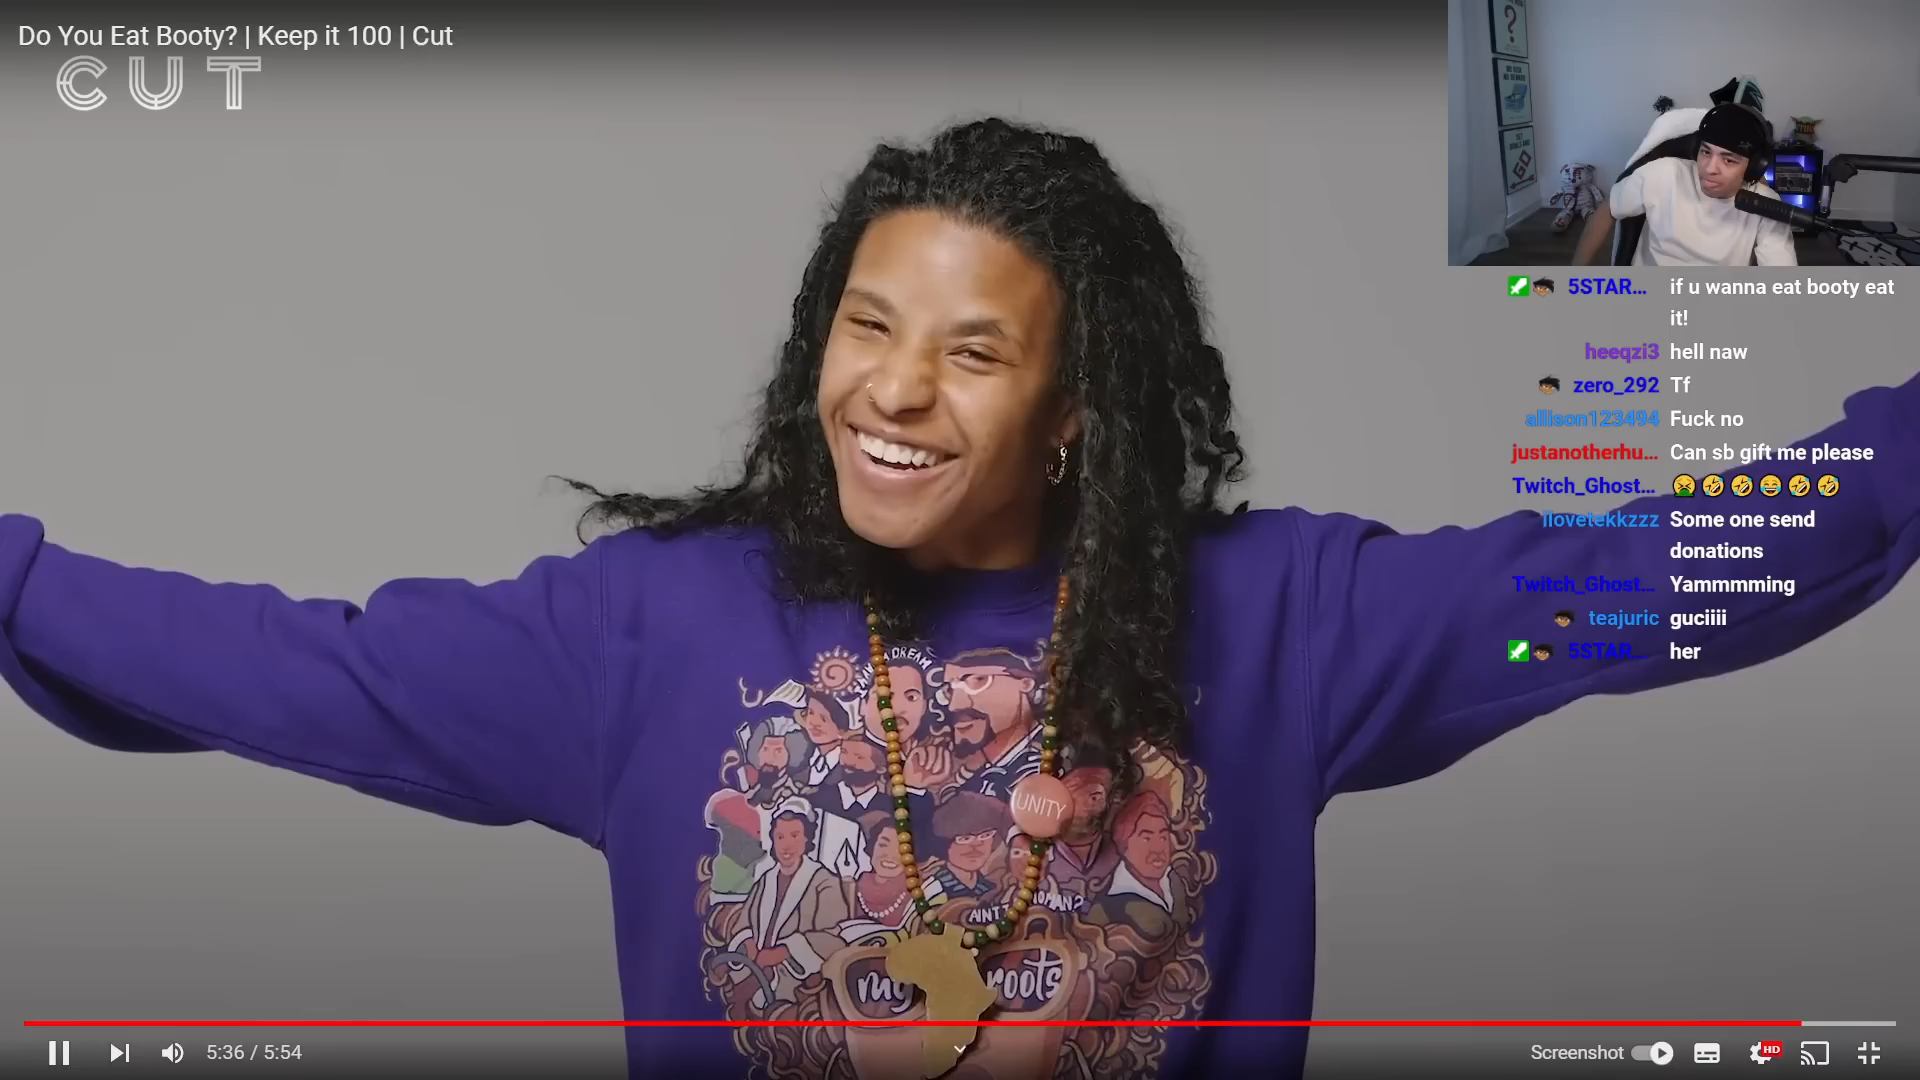 Do You Eat Booty? | Keep it 100 | Cut
CUT
5STAR... if u wanna eat booty eat
it!
heeqzi3 hell naw
zero_292 Tf
allison123494 Fuck no
justanotherhu... Can sb gift me please
Twitch_Ghost... 🤮🤣🤣😂🤣🤣
ilovetekkzzz Some one send
donations
Twitch_Ghost... Yammmming
teajuric guciiii
5STAR... her
DREAM
UNITY
AIN'T WOMAN?
my roots
5:36 / 5:54
Screenshot
HD